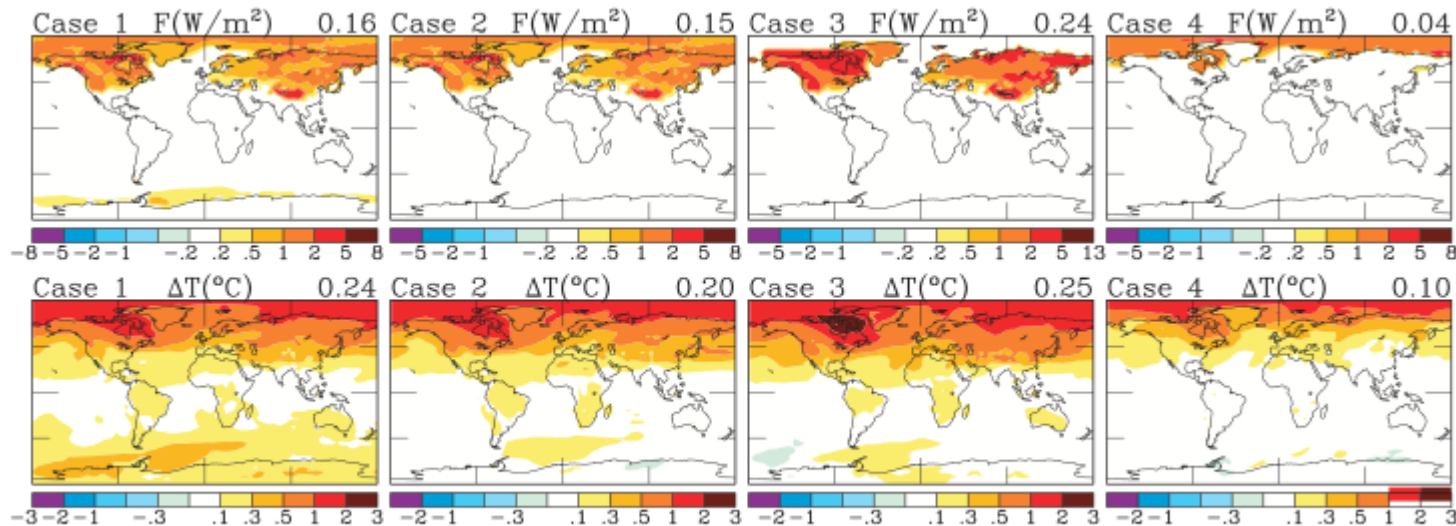 Case 1 F(W/m²) 0.16
Case 2 F(W/m²) 0.15
Case 3 F(W/m²) 0.24
Case 4 F(W/m²) 0.04
-8 -5 -2 -1 -.2 .2 .5 1 2 5 8
-5 -2 -1 -.2 .2 .5 1 2 5 8
-5 -2 -1 -.2 .2 .5 1 2 5 13
-5 -2 -1 -.2 .2 .5 1 2 5 8
Case 1 ΔT(°C) 0.24
Case 2 ΔT(°C) 0.20
Case 3 ΔT(°C) 0.25
Case 4 ΔT(°C) 0.10
-3 -2 -1 -.3 .1 .3 .5 1 2 3
-2 -1 -.3 .1 .3 .5 1 2 3
-2 -1 -.3 .1 .3 .5 1 2 3
-2 -1 -.3 .1 .3 .5 1 2 3